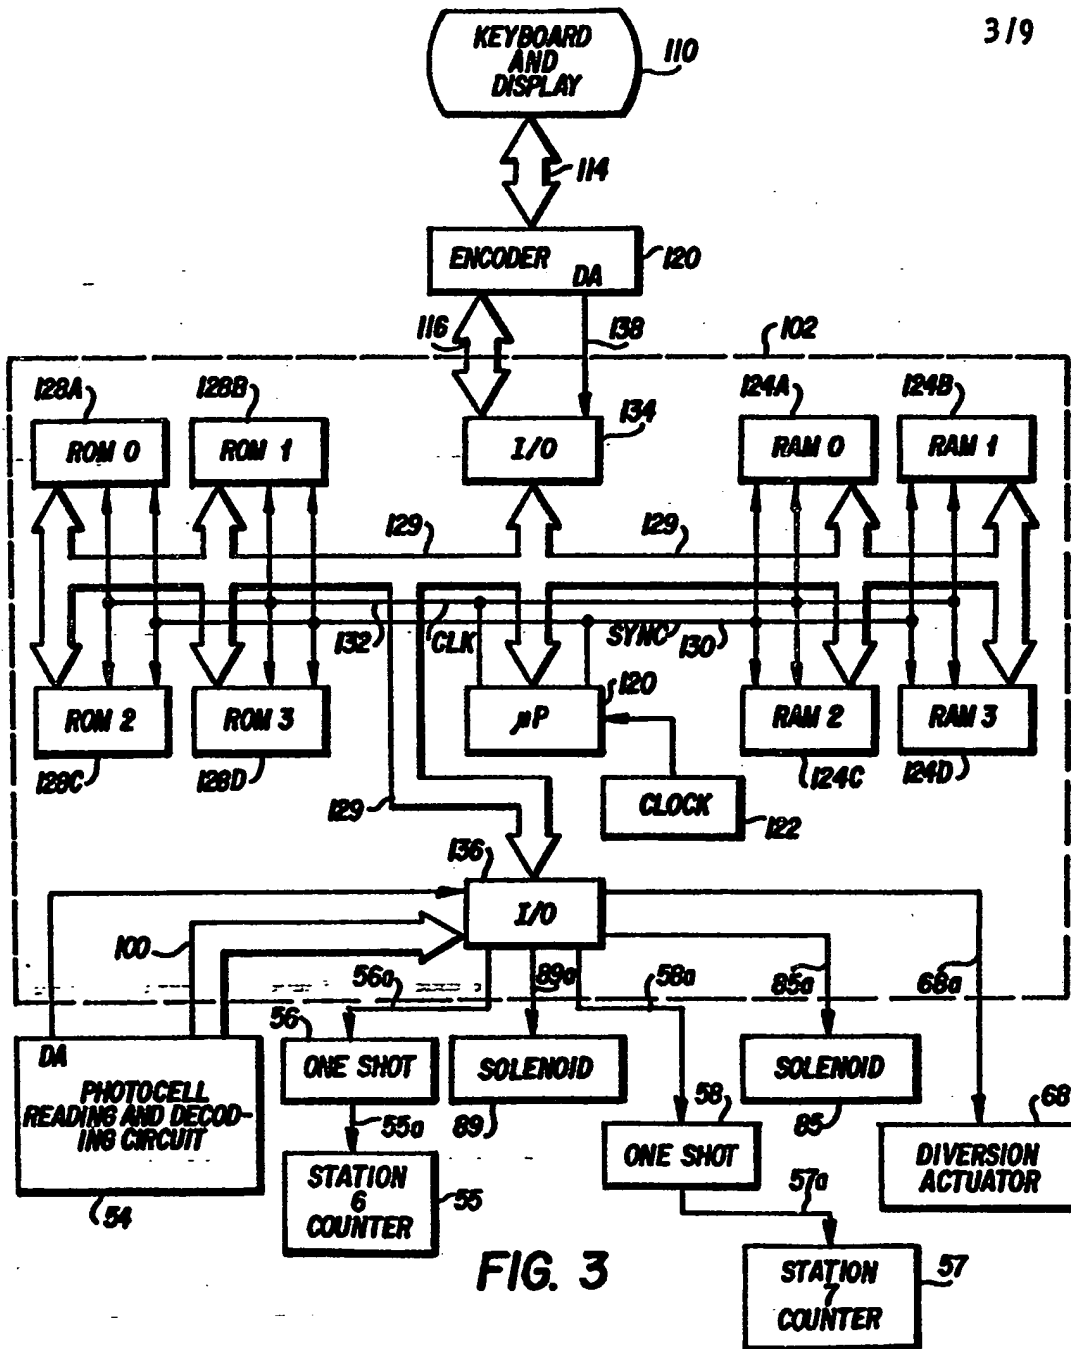 3/9
KEYBOARD
AND
DISPLAY
110
114
ENCODER
DA
120
116
138
102
128A
128B
124A
124B
ROM 0
ROM 1
I/O
134
RAM 0
RAM 1
129
129
132
CLK
SYNC
130
120
ROM 2
ROM 3
μP
RAM 2
RAM 3
128C
128D
124C
124D
129
CLOCK
122
136
I/O
100
56a
89a
58a
85a
68a
DA
PHOTOCELL
READING AND DECOD-
ING CIRCUIT
54
56
ONE SHOT
SOLENOID
SOLENOID
55a
89
58
85
68
STATION
6
COUNTER
55
ONE SHOT
57a
DIVERSION
ACTUATOR
FIG. 3
STATION
7
COUNTER
57